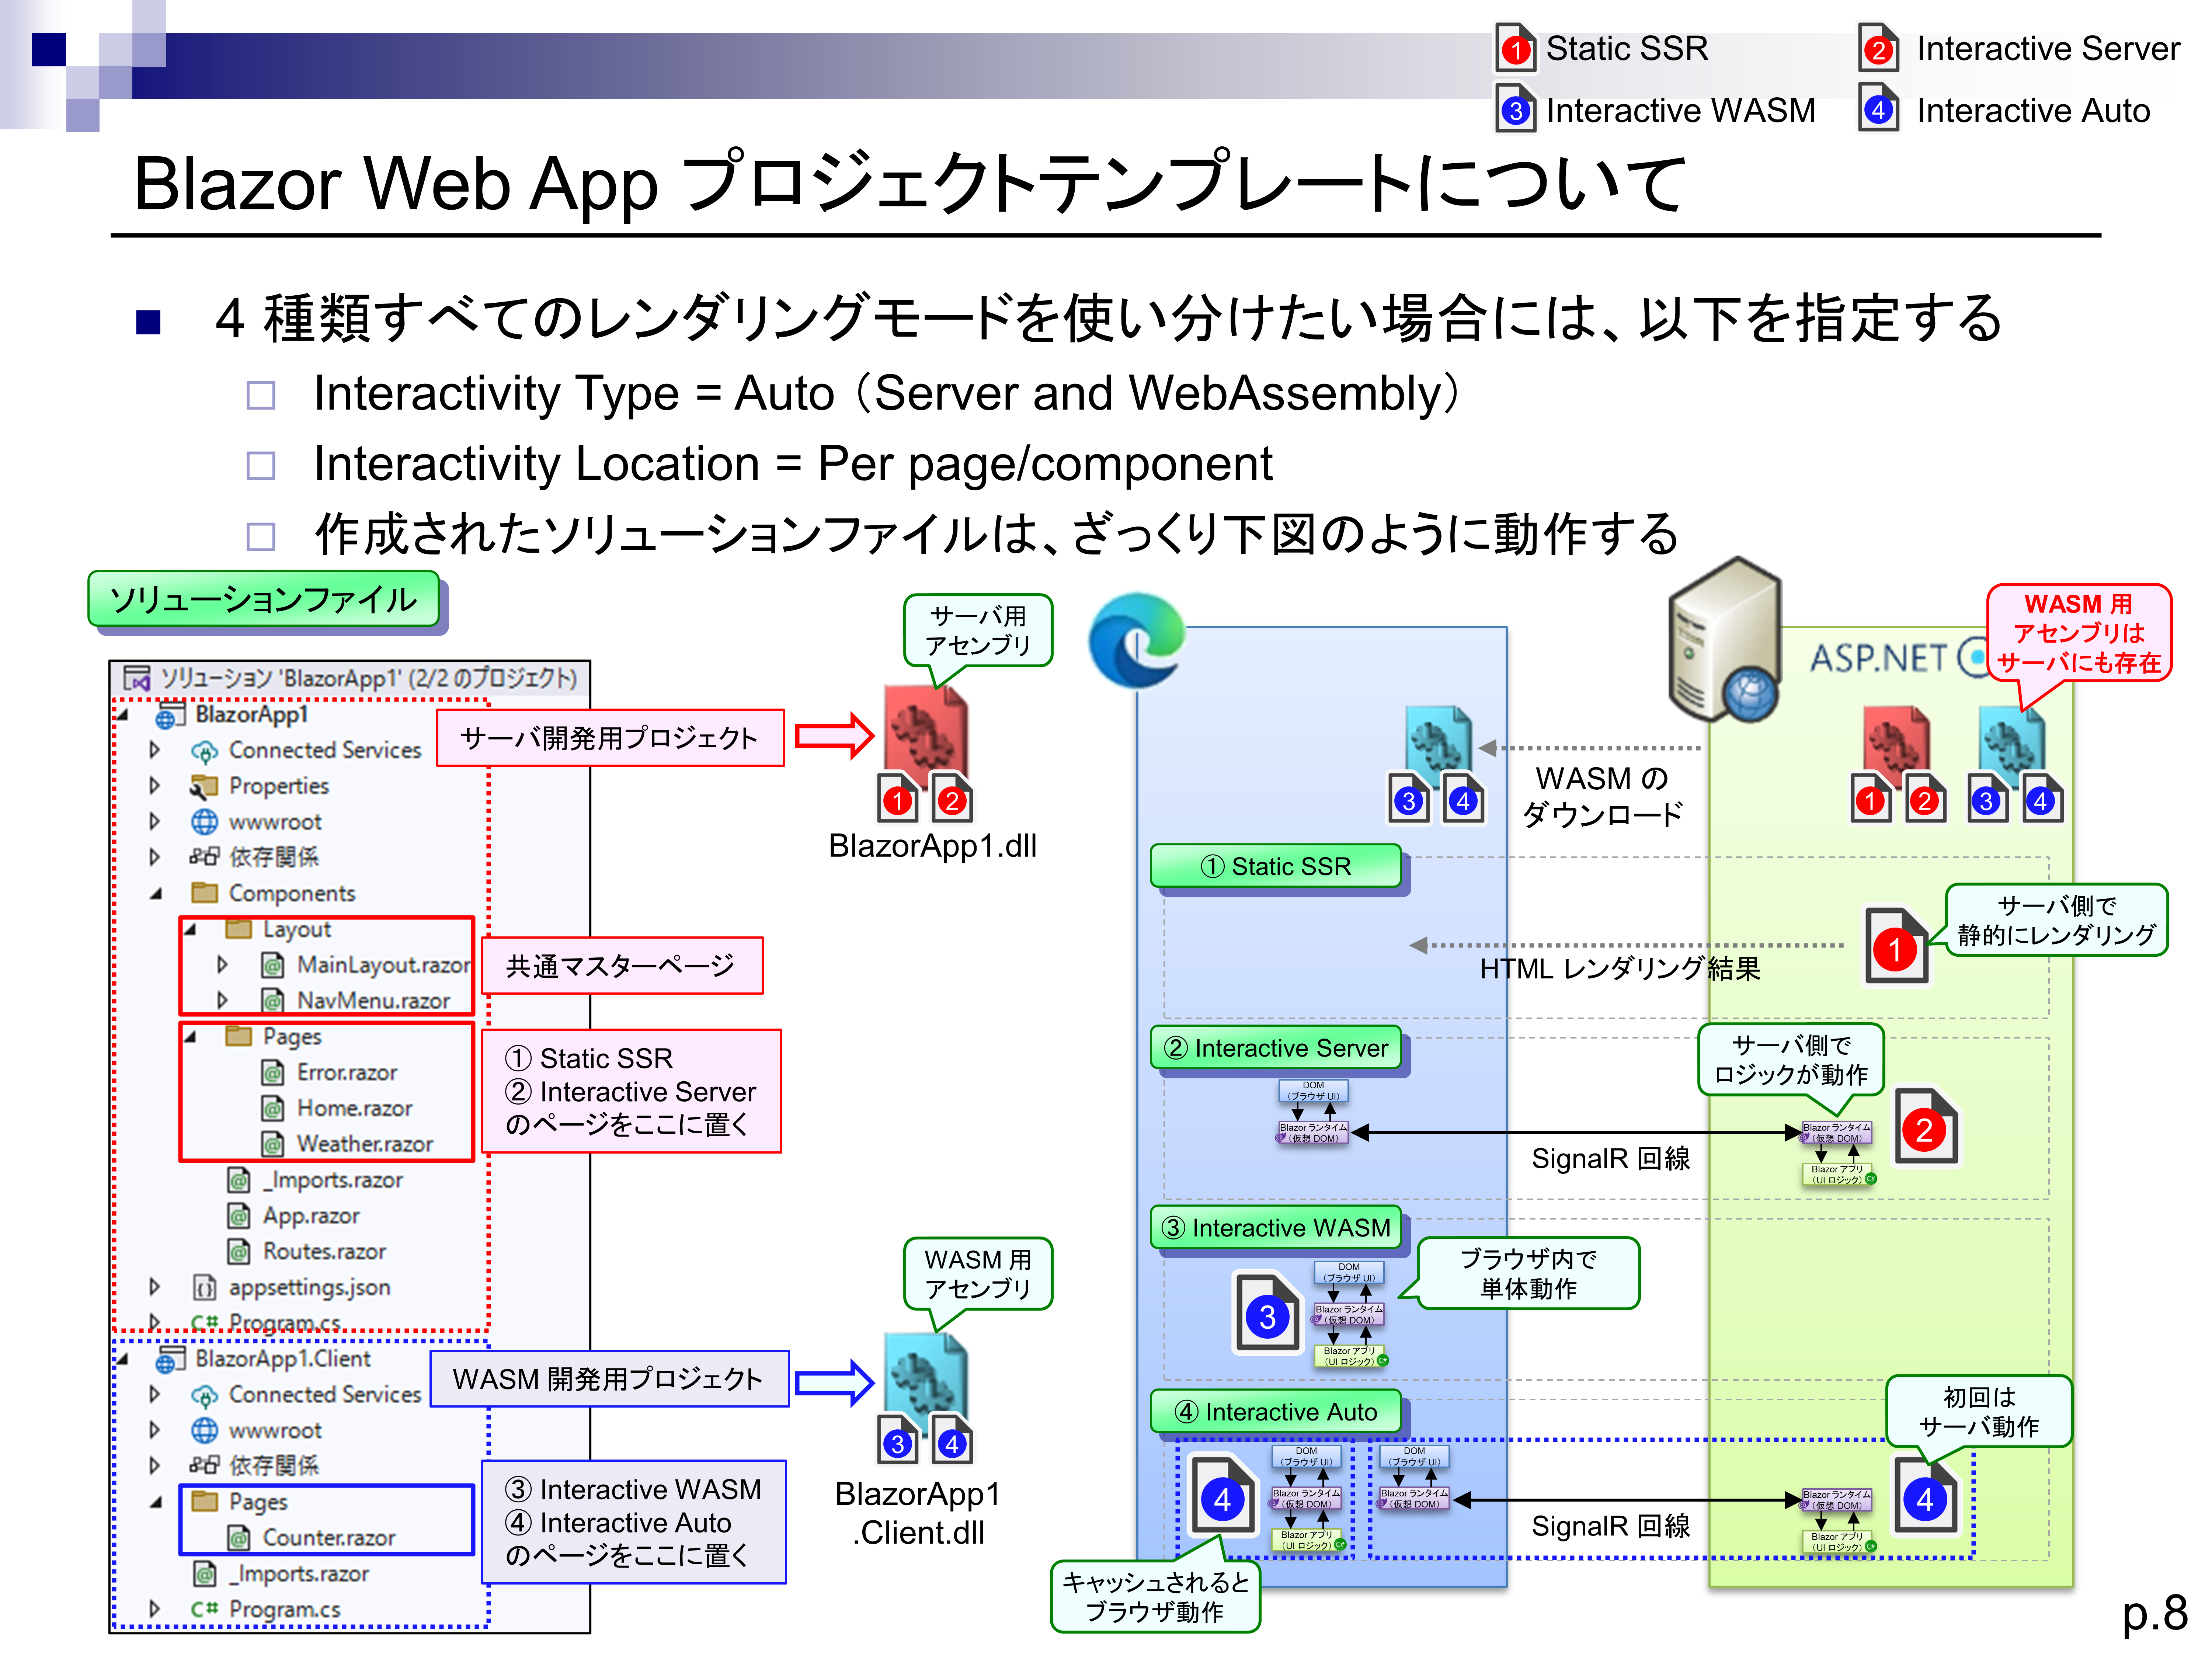 ① Static SSR
② Interactive Server
③ Interactive WASM
④ Interactive Auto
Blazor Web App プロジェクトテンプレートについて
4 種類すべてのレンダリングモードを使い分けたい場合には、以下を指定する
Interactivity Type = Auto（Server and WebAssembly）
Interactivity Location = Per page/component
作成されたソリューションファイルは、ざっくり下図のように動作する
ソリューションファイル
ソリューション 'BlazorApp1' (2/2 のプロジェクト)
BlazorApp1
Connected Services
Properties
wwwroot
依存関係
Components
Layout
MainLayout.razor
NavMenu.razor
Pages
Error.razor
Home.razor
Weather.razor
_Imports.razor
App.razor
Routes.razor
appsettings.json
C# Program.cs
BlazorApp1.Client
Connected Services
wwwroot
依存関係
Pages
Counter.razor
_Imports.razor
C# Program.cs
サーバ開発用プロジェクト
共通マスターページ
① Static SSR
② Interactive Server
のページをここに置く
WASM 開発用プロジェクト
③ Interactive WASM
④ Interactive Auto
のページをここに置く
サーバ用
アセンブリ
1 2
BlazorApp1.dll
WASM 用
アセンブリ
3 4
BlazorApp1
.Client.dll
ASP.NET
WASM 用
アセンブリは
サーバにも存在
3 4
WASM の
ダウンロード
1 2 3 4
① Static SSR
HTML レンダリング結果
1
サーバ側で
静的にレンダリング
② Interactive Server
DOM
（ブラウザ UI）
Blazor ランタイム
（仮想 DOM）
SignalR 回線
サーバ側で
ロジックが動作
Blazor ランタイム
（仮想 DOM）
Blazor アプリ
（UI ロジック）
C#
2
③ Interactive WASM
3
DOM
（ブラウザ UI）
Blazor ランタイム
（仮想 DOM）
Blazor アプリ
（UI ロジック）
C#
ブラウザ内で
単体動作
④ Interactive Auto
4
DOM
（ブラウザ UI）
Blazor ランタイム
（仮想 DOM）
Blazor アプリ
（UI ロジック）
C#
DOM
（ブラウザ UI）
Blazor ランタイム
（仮想 DOM）
SignalR 回線
初回は
サーバ動作
Blazor ランタイム
（仮想 DOM）
Blazor アプリ
（UI ロジック）
C#
4
キャッシュされると
ブラウザ動作
p.8